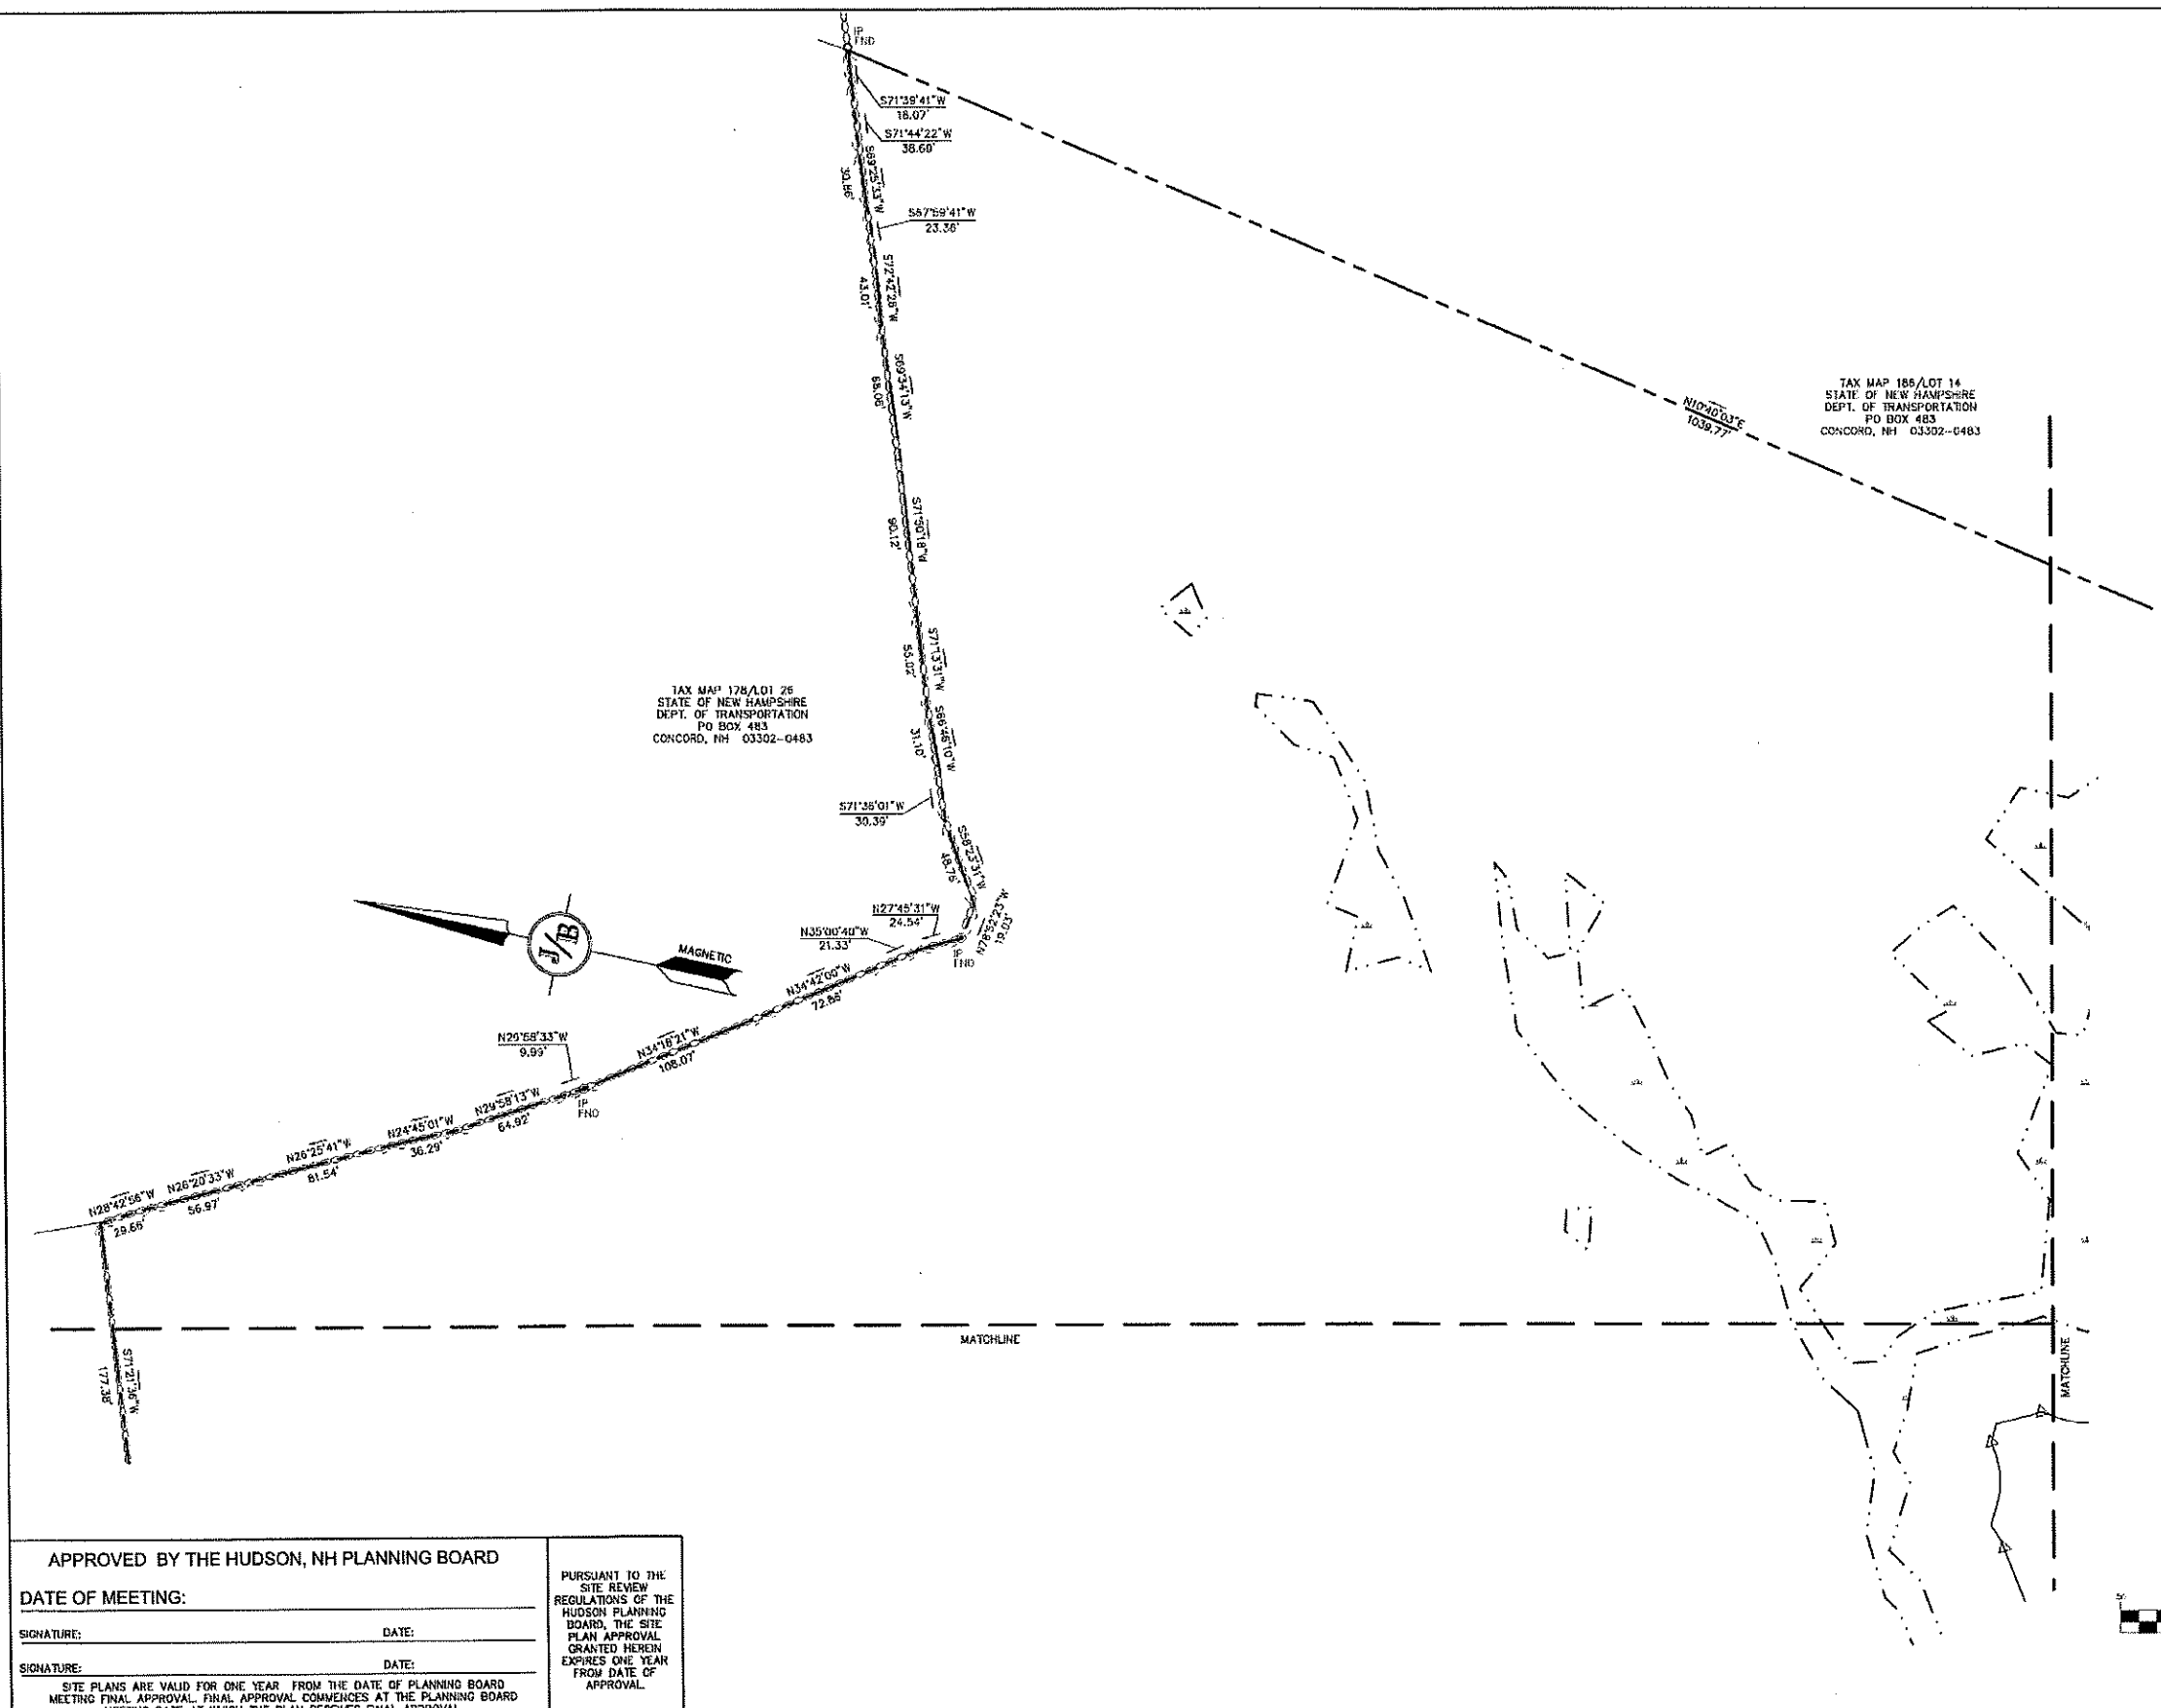 IP
FND
S71°39'41"W
18.07'
S71°44'22"W
38.60'
S69°25'33"W
30.86'
S67°59'41"W
23.36'
S72°42'28"W
43.01'
S69°34'13"W
68.06'
N10°40'03"E
1039.77'
TAX MAP 186/LOT 14
STATE OF NEW HAMPSHIRE
DEPT. OF TRANSPORTATION
PO BOX 483
CONCORD, NH 03302-0483
S71°50'18"W
90.12'
S71°13'31"W
55.02'
TAX MAP 178/LOT 26
STATE OF NEW HAMPSHIRE
DEPT. OF TRANSPORTATION
PO BOX 483
CONCORD, NH 03302-0483
S66°46'10"W
31.10'
S71°36'01"W
30.39'
S58°23'31"W
48.76'
N78°52'23"W
19.03'
N27°45'31"W
24.54'
N35°00'40"W
21.33'
IP
FND
J/B
MAGNETIC
N34°42'00"W
72.86'
N34°18'21"W
108.07'
N29°58'33"W
9.99'
IP
FND
N29°58'13"W
64.92'
N24°45'01"W
36.29'
N26°25'41"W
81.54'
N26°20'33"W
56.97'
N28°42'56"W
29.66'
S71°21'36"W
177.38'
MATCHLINE
MATCHLINE
APPROVED BY THE HUDSON, NH PLANNING BOARD
DATE OF MEETING:
SIGNATURE: DATE:
SIGNATURE: DATE:
SITE PLANS ARE VALID FOR ONE YEAR FROM THE DATE OF PLANNING BOARD
MEETING FINAL APPROVAL. FINAL APPROVAL COMMENCES AT THE PLANNING BOARD
PURSUANT TO THE
SITE REVIEW
REGULATIONS OF THE
HUDSON PLANNING
BOARD, THE SITE
PLAN APPROVAL
GRANTED HEREIN
EXPIRES ONE YEAR
FROM DATE OF
APPROVAL.